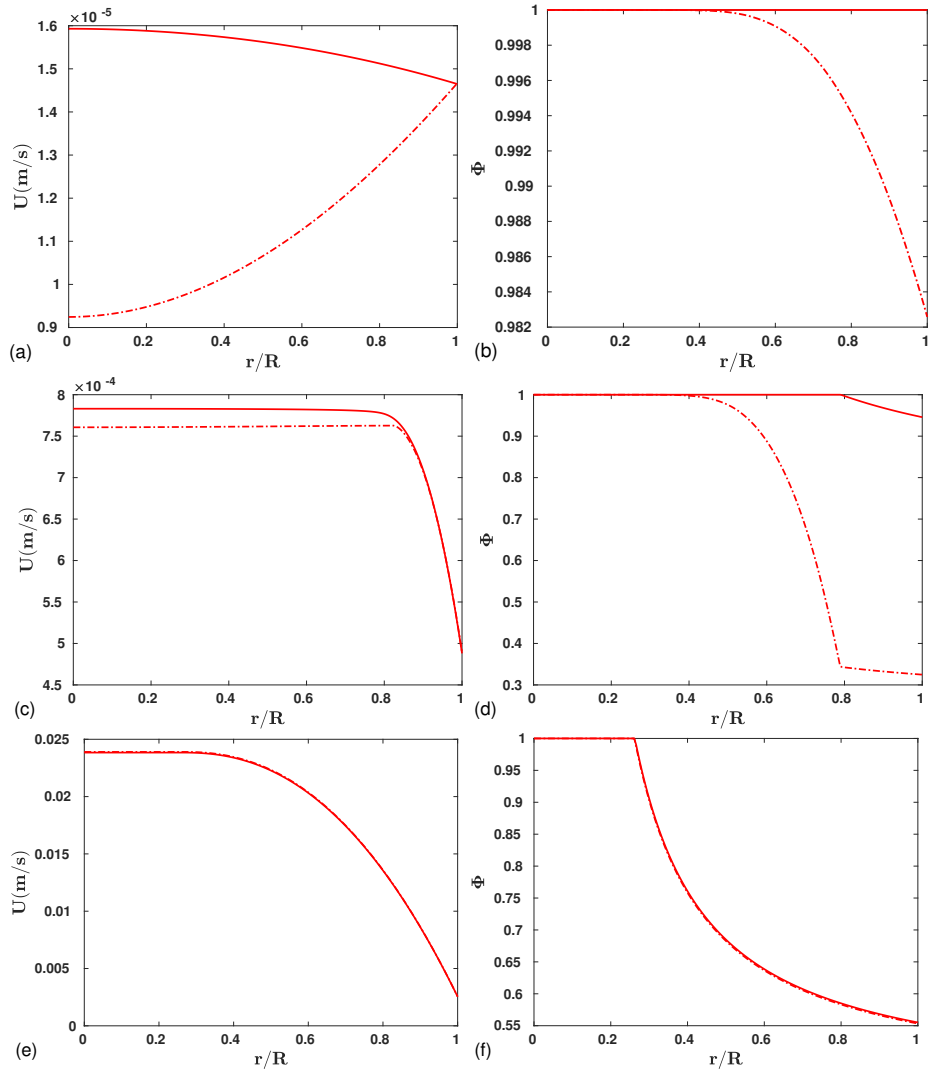 ×10 -5
1.6
1.5
1.4
1.3
1.2
1.1
1
0.9
U(m/s)
0 0.2 0.4 0.6 0.8 1
r/R
(a)
1
0.998
0.996
0.994
0.992
0.99
0.988
0.986
0.984
0.982
Φ
0 0.2 0.4 0.6 0.8 1
r/R
(b)
×10 -4
8
7.5
7
6.5
6
5.5
5
4.5
U(m/s)
0 0.2 0.4 0.6 0.8 1
r/R
(c)
1
0.9
0.8
0.7
0.6
0.5
0.4
0.3
Φ
0 0.2 0.4 0.6 0.8 1
r/R
(d)
0.025
0.02
0.015
0.01
0.005
0
U(m/s)
0 0.2 0.4 0.6 0.8 1
r/R
(e)
1
0.95
0.9
0.85
0.8
0.75
0.7
0.65
0.6
0.55
Φ
0 0.2 0.4 0.6 0.8 1
r/R
(f)